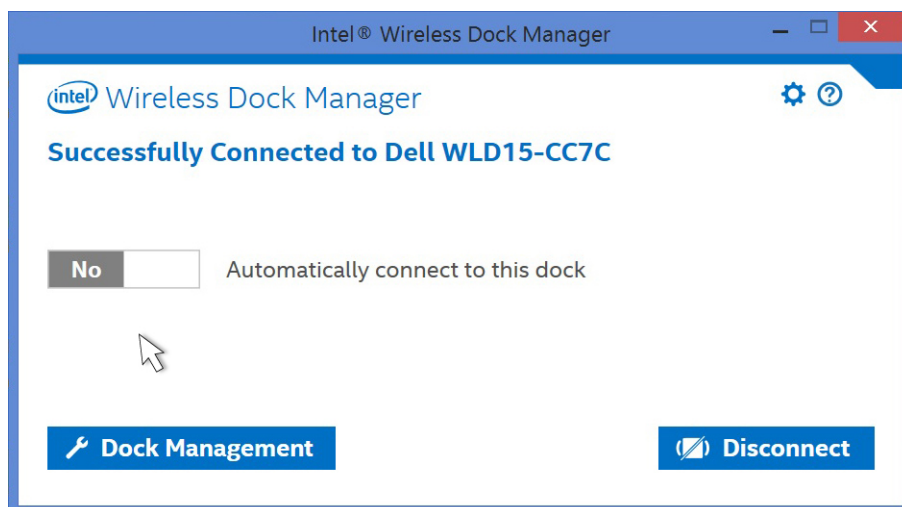 Intel® Wireless Dock Manager
intel Wireless Dock Manager
Successfully Connected to Dell WLD15-CC7C
No Automatically connect to this dock
Dock Management Disconnect